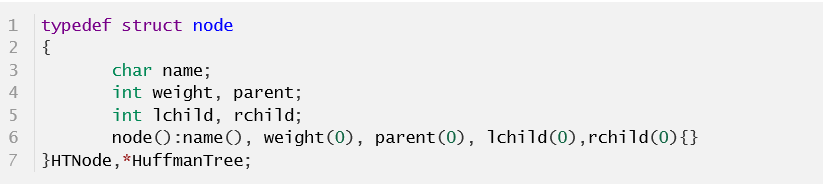 1 typedef struct node
2 {
3 char name;
4 int weight, parent;
5 int lchild, rchild;
6 node():name(), weight(0), parent(0), lchild(0),rchild(0){}
7 }HTNode,*HuffmanTree;